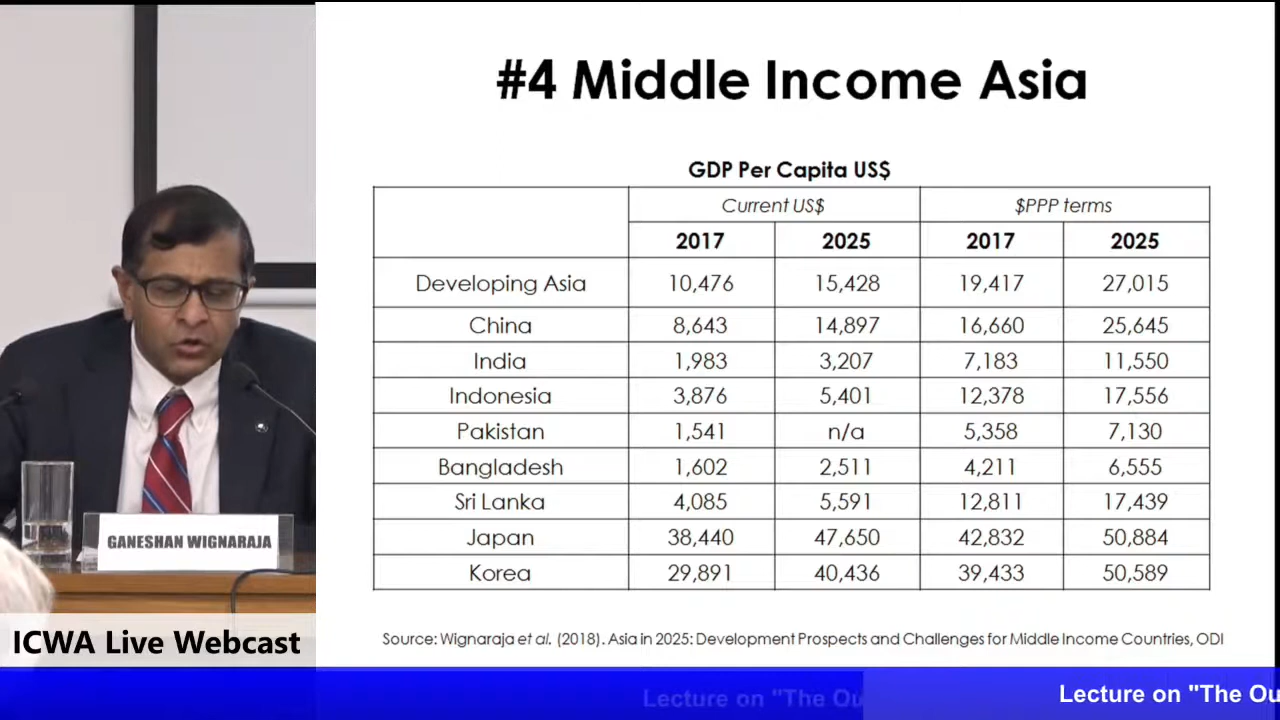 #4 Middle Income Asia
GDP Per Capita US$
Current US$ $PPP terms
2017 2025 2017 2025
Developing Asia 10,476 15,428 19,417 27,015
China 8,643 14,897 16,660 25,645
India 1,983 3,207 7,183 11,550
Indonesia 3,876 5,401 12,378 17,556
Pakistan 1,541 n/a 5,358 7,130
Bangladesh 1,602 2,511 4,211 6,555
Sri Lanka 4,085 5,591 12,811 17,439
Japan 38,440 47,650 42,832 50,884
Korea 29,891 40,436 39,433 50,589
Source: Wignaraja et al. (2018). Asia in 2025: Development Prospects and Challenges for Middle Income Countries, ODI
GANESHAN WIGNARAJA
ICWA Live Webcast
Lecture on "The Ou
Lecture on "The Ou